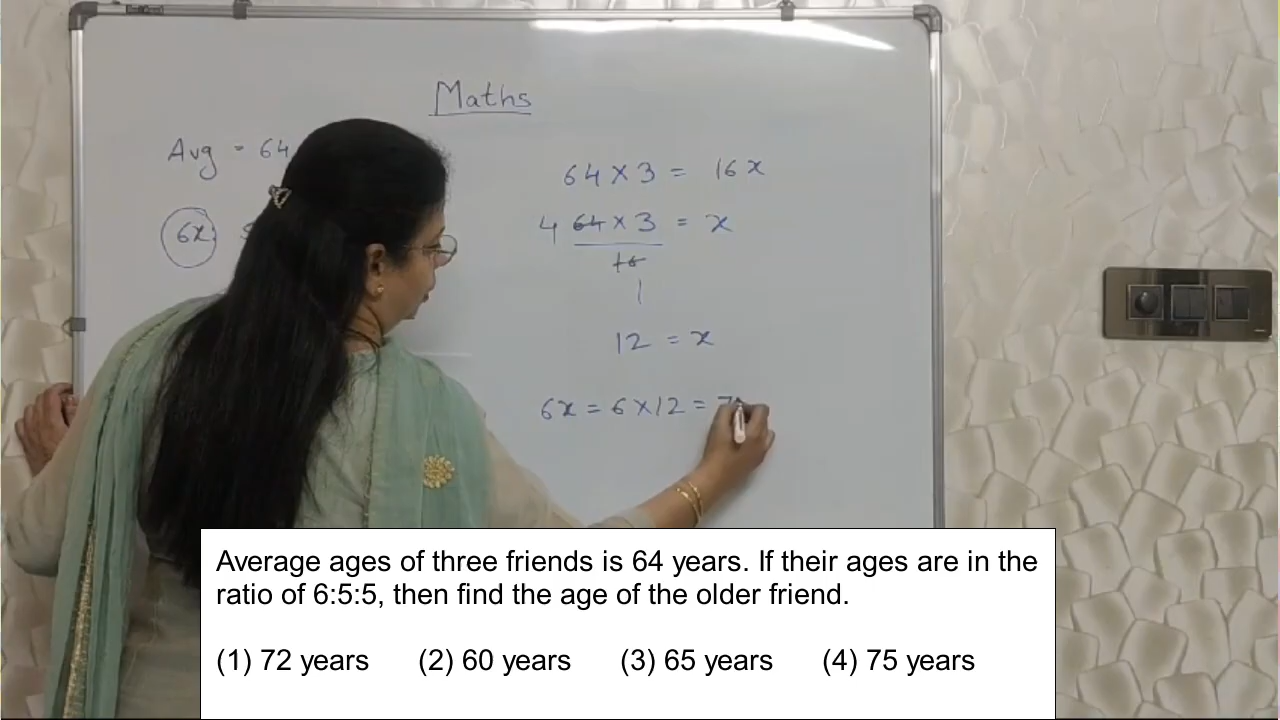 Maths
Avg = 64
6x
64 × 3 = 16x
4 64 × 3 = x
16
1
12 = x
6x = 6 × 12 =
Average ages of three friends is 64 years. If their ages are in the
ratio of 6:5:5, then find the age of the older friend.
(1) 72 years (2) 60 years (3) 65 years (4) 75 years